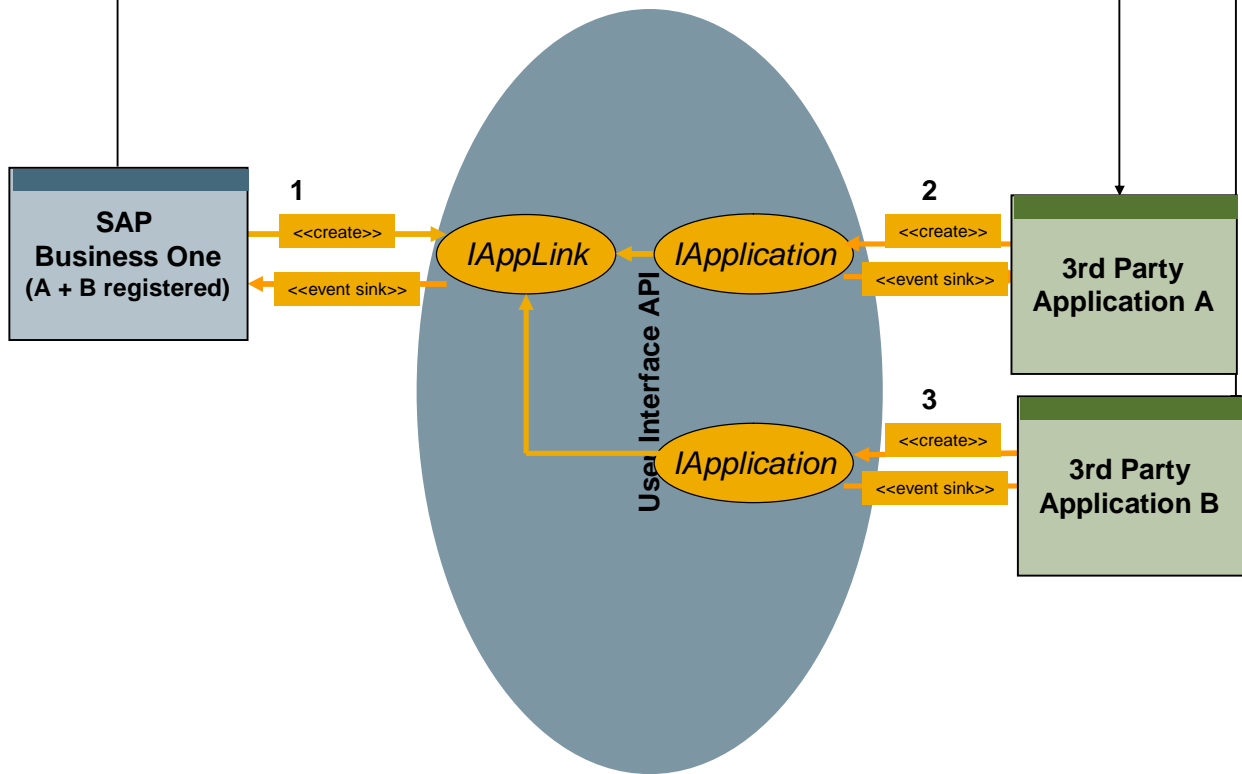 1
SAP
Business One
(A + B registered)
<<create>>
<<event sink>>
IAppLink
IApplication
User Interface API
IApplication
2
<<create>>
<<event sink>>
3rd Party
Application A
3
<<create>>
<<event sink>>
3rd Party
Application B